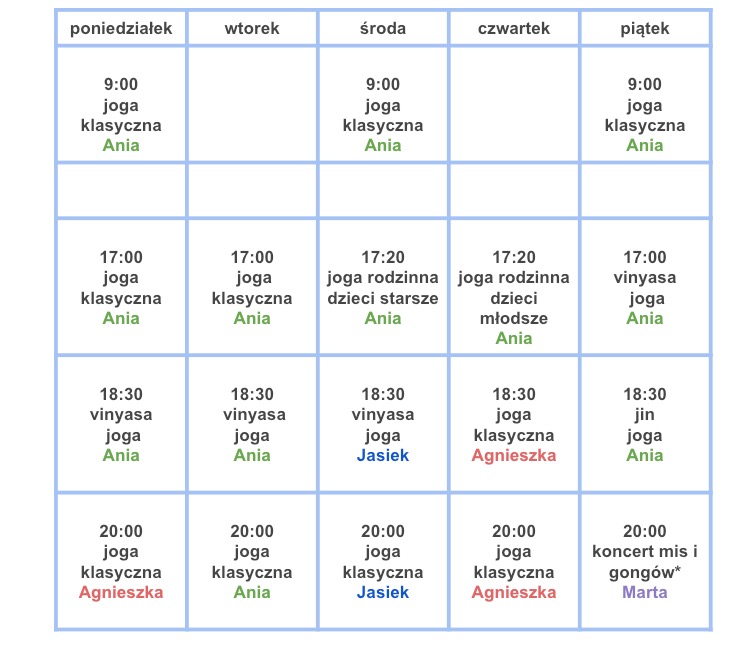 poniedziałek wtorek środa czwartek piątek
9:00
joga
klasyczna
Ania
9:00
joga
klasyczna
Ania
9:00
joga
klasyczna
Ania
17:00
joga
klasyczna
Ania
17:00
joga
klasyczna
Ania
17:20
joga rodzinna
dzieci starsze
Ania
17:20
joga rodzinna
dzieci
młodsze
Ania
17:00
vinyasa
joga
Ania
18:30
vinyasa
joga
Ania
18:30
vinyasa
joga
Ania
18:30
vinyasa
joga
Jasiek
18:30
joga
klasyczna
Agnieszka
18:30
jin
joga
Ania
20:00
joga
klasyczna
Agnieszka
20:00
joga
klasyczna
Ania
20:00
joga
klasyczna
Jasiek
20:00
joga
klasyczna
Agnieszka
20:00
koncert mis i
gongów*
Marta